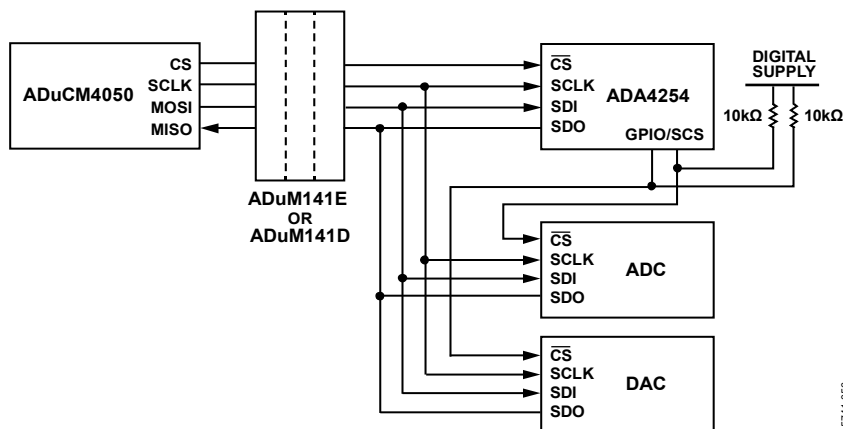 ADuCM4050
CS
SCLK
MOSI
MISO
ADuM141E
OR
ADuM141D
CS
SCLK
SDI
SDO
ADA4254
GPIO/SCS
DIGITAL
SUPPLY
10kΩ
10kΩ
CS
SCLK
SDI
SDO
ADC
CS
SCLK
SDI
SDO
DAC